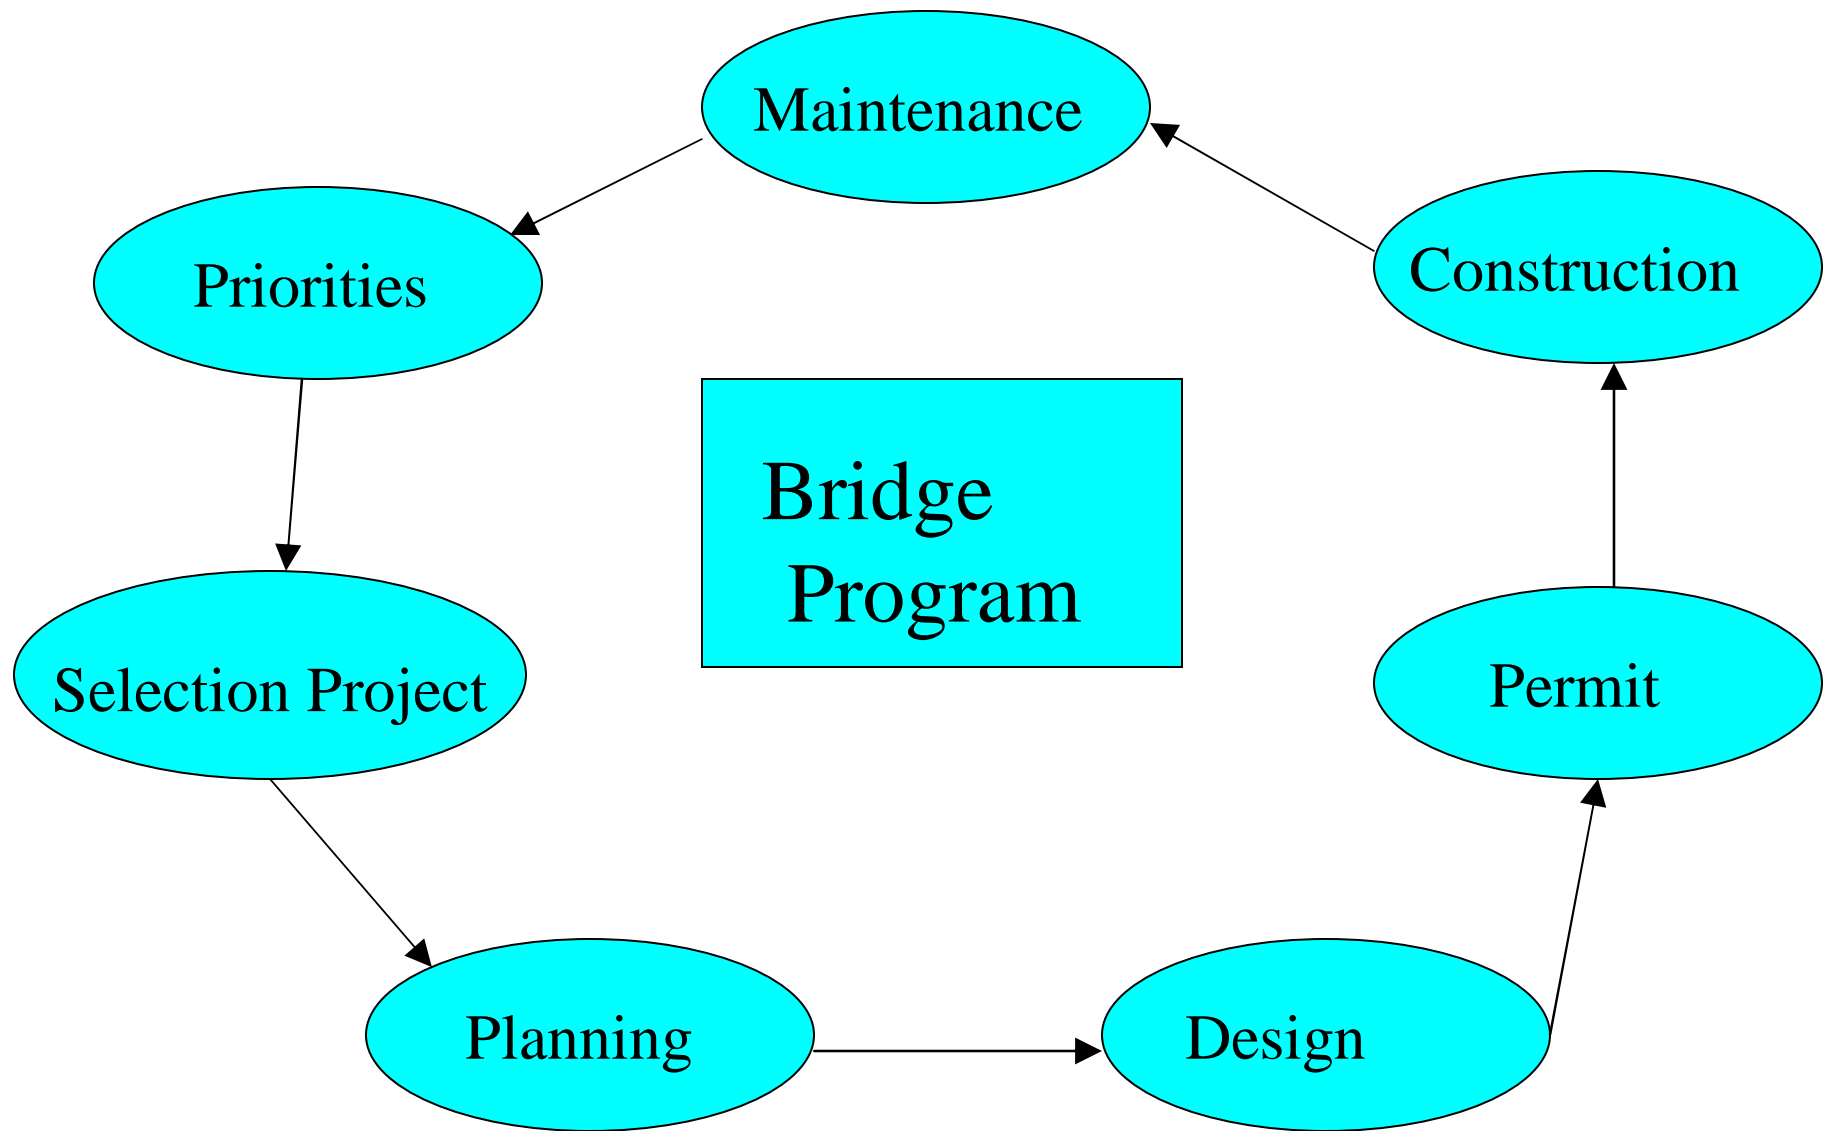 Maintenance
Construction
Priorities
Bridge
Program
Selection Project
Permit
Planning
Design